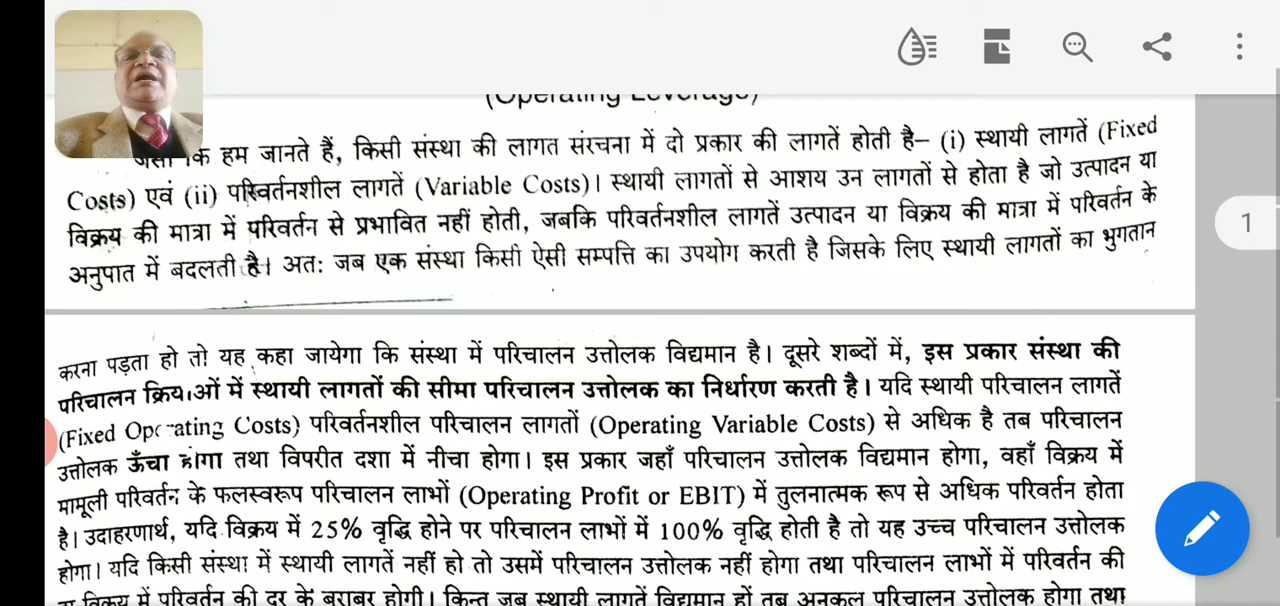 (Operating Leverage)
कि हम जानते हैं, किसी संस्था की लागत संरचना में दो प्रकार की लागतें होती है– (i) स्थायी लागतें (Fixed
Costs) एवं (ii) परिवर्तनशील लागतें (Variable Costs)। स्थायी लागतों से आशय उन लागतों से होता है जो उत्पादन या
विक्रय की मात्रा में परिवर्तन से प्रभावित नहीं होती, जबकि परिवर्तनशील लागतें उत्पादन या विक्रय की मात्रा में परिवर्तन के
अनुपात में बदलती है। अतः जब एक संस्था किसी ऐसी सम्पत्ति का उपयोग करती है जिसके लिए स्थायी लागतों का भुगतान
1
करना पड़ता हो तो यह कहा जायेगा कि संस्था में परिचालन उत्तोलक विद्यमान है। दूसरे शब्दों में, इस प्रकार संस्था की
परिचालन क्रियाओं में स्थायी लागतों की सीमा परिचालन उत्तोलक का निर्धारण करती है। यदि स्थायी परिचालन लागतें
(Fixed Operating Costs) परिवर्तनशील परिचालन लागतों (Operating Variable Costs) से अधिक है तब परिचालन
उत्तोलक ऊँचा होगा तथा विपरीत दशा में नीचा होगा। इस प्रकार जहाँ परिचालन उत्तोलक विद्यमान होगा, वहाँ विक्रय में
मामूली परिवर्तन के फलस्वरूप परिचालन लाभों (Operating Profit or EBIT) में तुलनात्मक रूप से अधिक परिवर्तन होता
है। उदाहरणार्थ, यदि विक्रय में 25% वृद्धि होने पर परिचालन लाभों में 100% वृद्धि होती है तो यह उच्च परिचालन उत्तोलक
होगा। यदि किसी संस्था में स्थायी लागतें नहीं हो तो उसमें परिचालन उत्तोलक नहीं होगा तथा परिचालन लाभों में परिवर्तन की
विक्रय में परिवर्तन की दर के बराबर होगी। किन्तु जब स्थायी लागतें विद्यमान हों तब अनुकूल परिचालन उत्तोलक होगा तथा